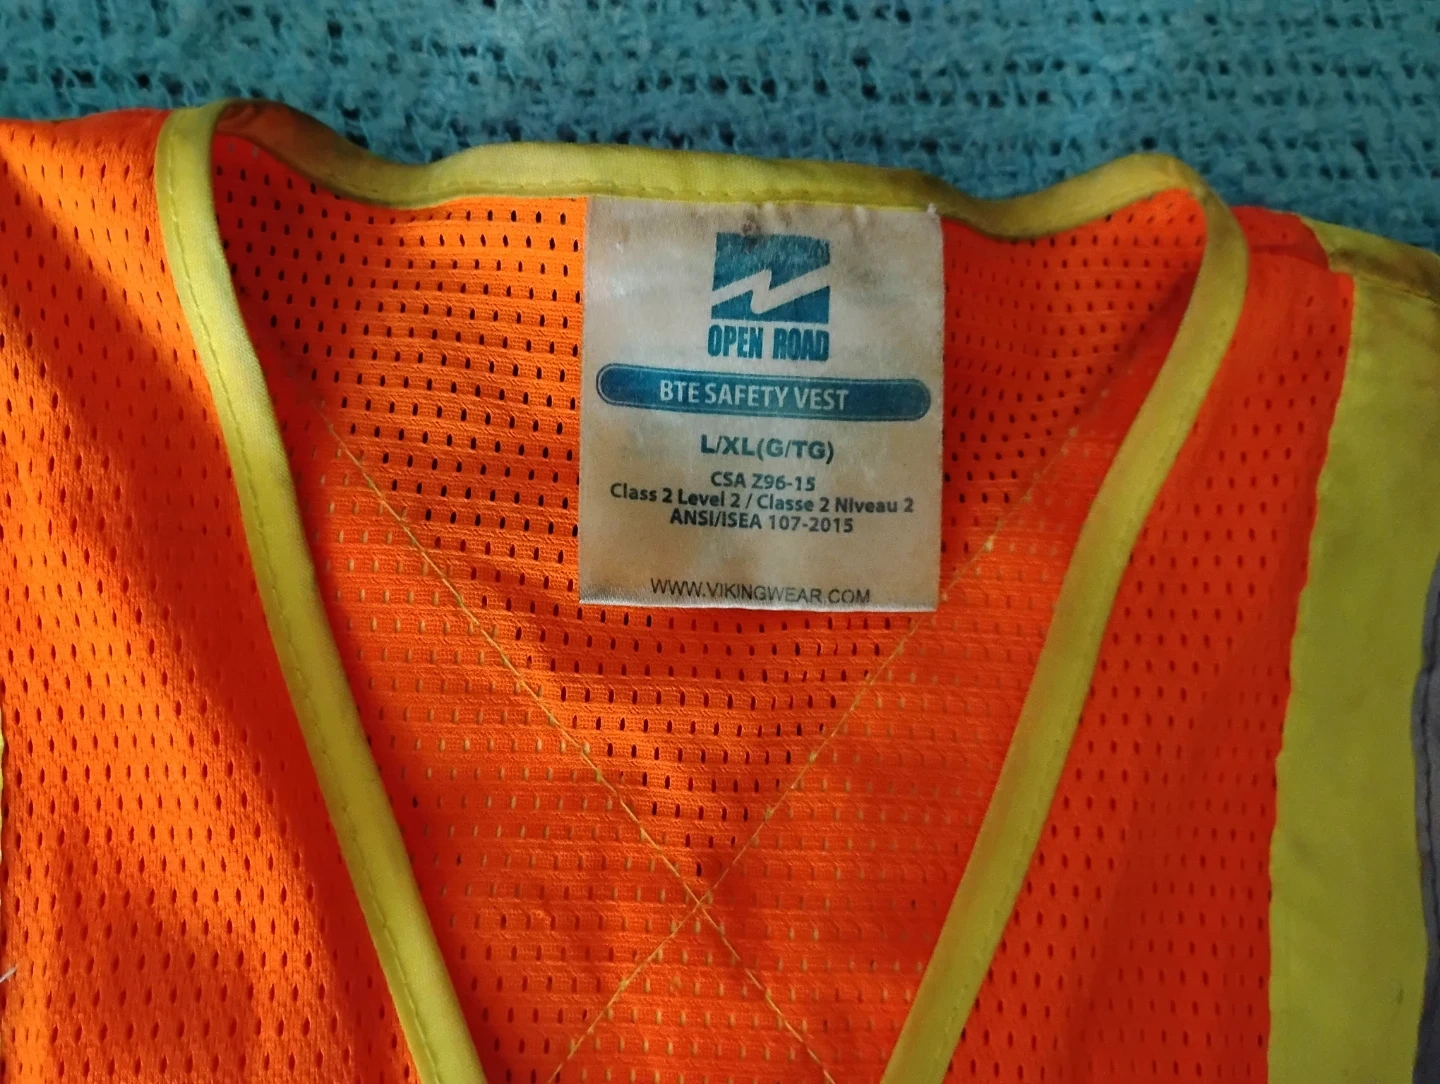 OPEN ROAD
BTE SAFETY VEST
L/XL(G/TG)
CSA Z96-15
Class 2 Level 2 / Classe 2 Niveau 2
ANSI/ISEA 107-2015
WWW.VIKINGWEAR.COM